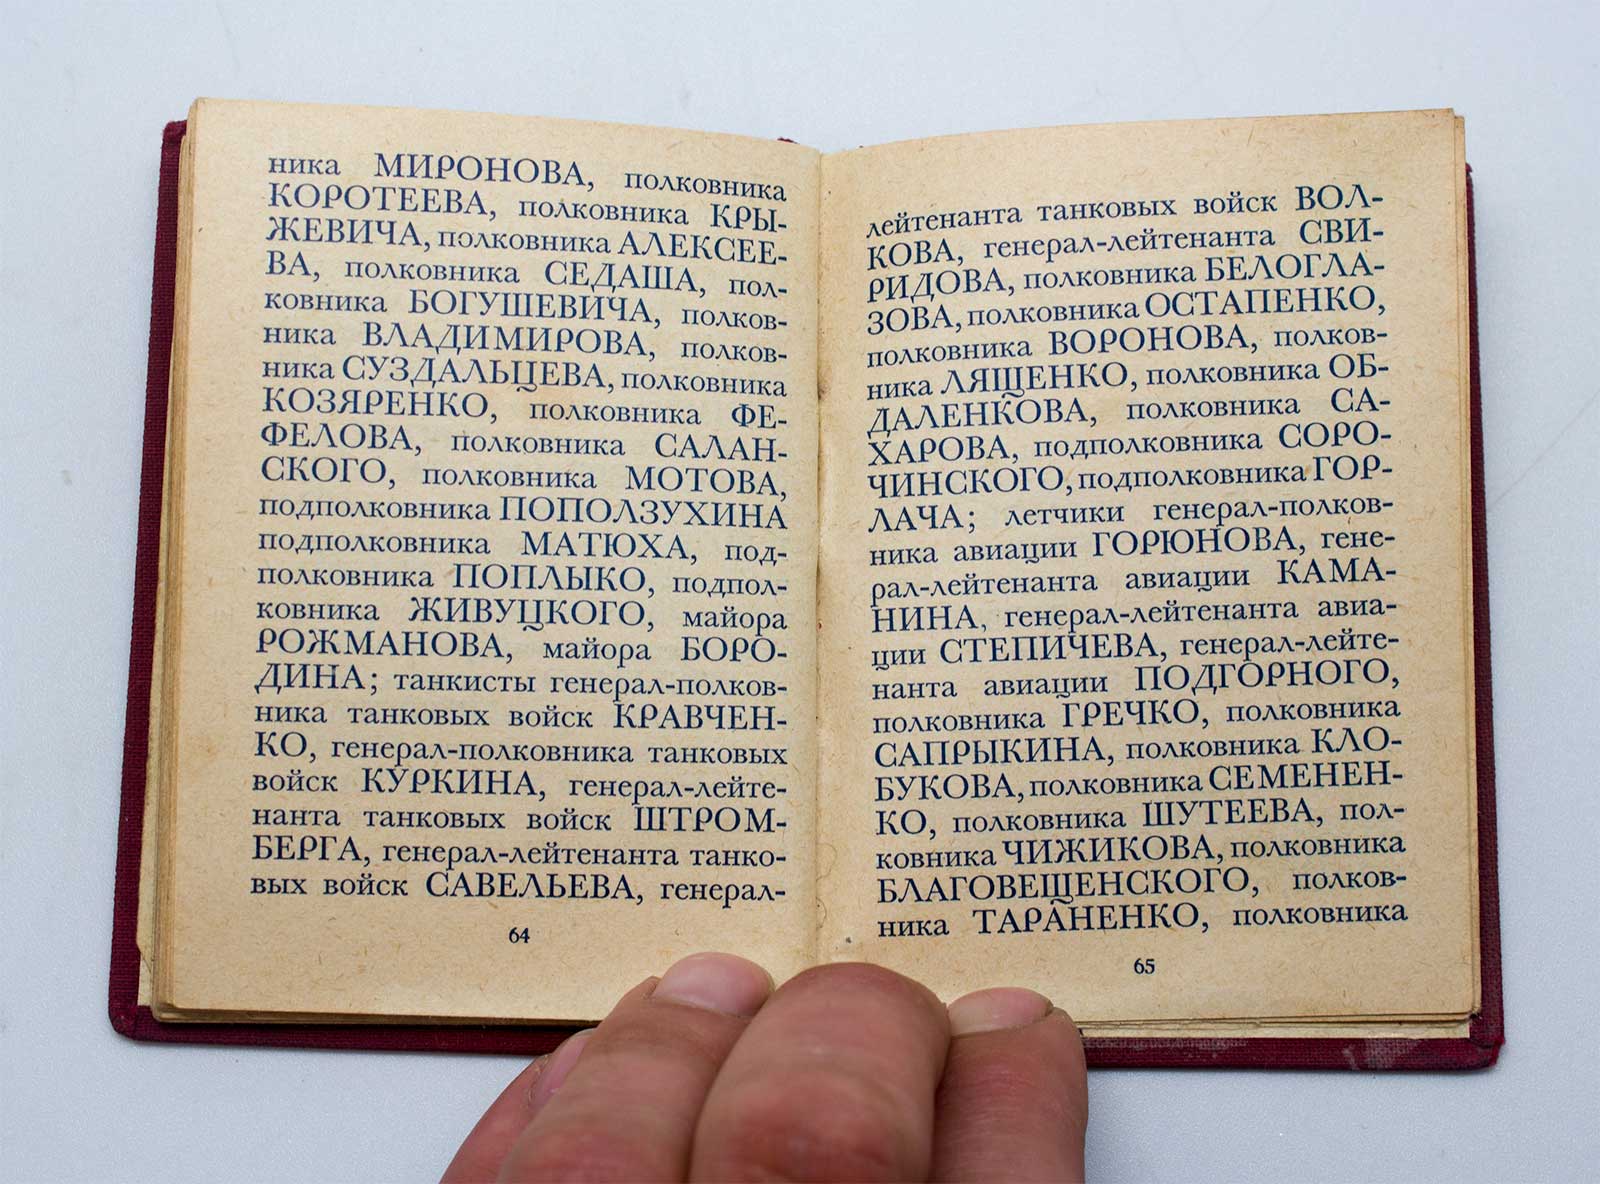 ника МИРОНОВА, полковника
КОРОТЕЕВА, полковника КРЫ-
ЖЕВИЧА, полковника АЛЕКСЕЕ-
ВА, полковника СЕДАША, пол-
ковника БОГУШЕВИЧА, полков-
ника ВЛАДИМИРОВА, полков-
ника СУЗДАЛЬЦЕВА, полковника
КОЗЯРЕНКО, полковника ФЕ-
ФЕЛОВА, полковника САЛАН-
СКОГО, полковника МОТОВА,
подполковника ПОПОЛЗУХИНА
подполковника МАТЮХА, под-
полковника ПОПЛЫКО, подпол-
ковника ЖИВУЦКОГО, майора
РОЖМАНОВА, майора БОРО-
ДИНА; танкисты генерал-полков-
ника танковых войск КРАВЧЕН-
КО, генерал-полковника танковых
войск КУРКИНА, генерал-лейте-
нанта танковых войск ШТРОМ-
БЕРГА, генерал-лейтенанта танко-
вых войск САВЕЛЬЕВА, генерал-
64
лейтенанта танковых войск ВОЛ-
КОВА, генерал-лейтенанта СВИ-
РИДОВА, полковника БЕЛОГЛА-
ЗОВА, полковника ОСТАПЕНКО,
полковника ВОРОНОВА, полков-
ника ЛЯЩЕНКО, полковника ОБ-
ДАЛЕНКОВА, полковника СА-
ХАРОВА, подполковника СОРО-
ЧИНСКОГО, подполковника ГОР-
ЛАЧА; летчики генерал-полков-
ника авиации ГОРЮНОВА, гене-
рал-лейтенанта авиации КАМА-
НИНА, генерал-лейтенанта авиа-
ции СТЕПИЧЕВА, генерал-лейте-
нанта авиации ПОДГОРНОГО,
полковника ГРЕЧКО, полковника
САПРЫКИНА, полковника КЛО-
БУКОВА, полковника СЕМЕНЕН-
КО, полковника ШУТЕЕВА, пол-
ковника ЧИЖИКОВА, полковника
БЛАГОВЕЩЕНСКОГО, полков-
ника ТАРАНЕНКО, полковника
65